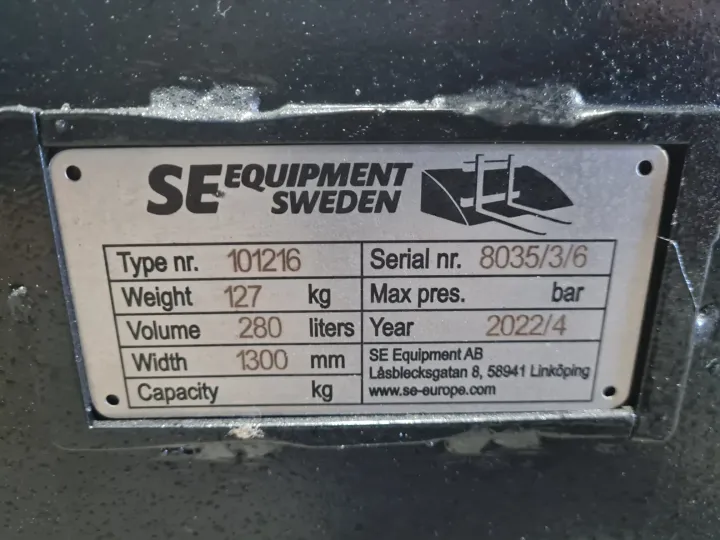 SE EQUIPMENT SWEDEN
Type nr. 101216 Serial nr. 8035/3/6
Weight 127 kg Max pres. bar
Volume 280 liters Year 2022/4
Width 1300 mm SE Equipment AB
Låsblecksgatan 8, 58941 Linköping
Capacity kg www.se-europe.com